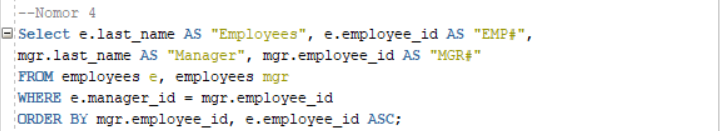 --Nomor 4
Select e.last_name AS "Employees", e.employee_id AS "EMP#",
mgr.last_name AS "Manager", mgr.employee_id AS "MGR#"
FROM employees e, employees mgr
WHERE e.manager_id = mgr.employee_id
ORDER BY mgr.employee_id, e.employee_id ASC;